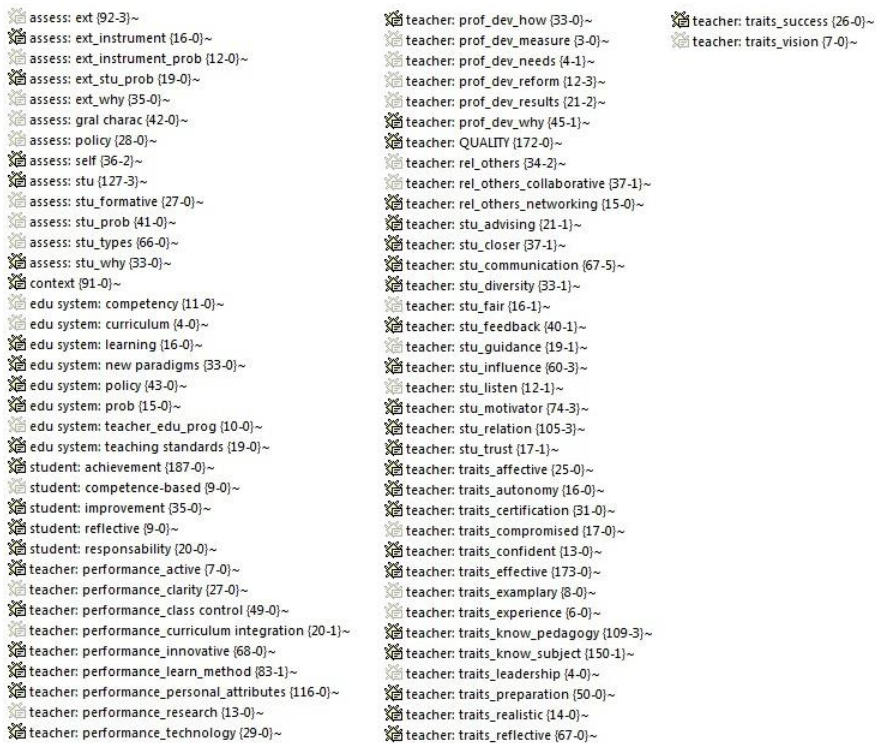 assess: ext {92-3}~
assess: ext_instrument {16-0}~
assess: ext_instrument_prob {12-0}~
assess: ext_stu_prob {19-0}~
assess: ext_why {35-0}~
assess: gral charac {42-0}~
assess: policy {28-0}~
assess: self {36-2}~
assess: stu {127-3}~
assess: stu_formative {27-0}~
assess: stu_prob {41-0}~
assess: stu_types {66-0}~
assess: stu_why {33-0}~
context {91-0}~
edu system: competency {11-0}~
edu system: curriculum {4-0}~
edu system: learning {16-0}~
edu system: new paradigms {33-0}~
edu system: policy {43-0}~
edu system: prob {15-0}~
edu system: teacher_edu_prog {10-0}~
edu system: teaching standards {19-0}~
student: achievement {187-0}~
student: competence-based {9-0}~
student: improvement {35-0}~
student: reflective {9-0}~
student: responsability {20-0}~
teacher: performance_active {7-0}~
teacher: performance_clarity {27-0}~
teacher: performance_class control {49-0}~
teacher: performance_curriculum integration {20-1}~
teacher: performance_innovative {68-0}~
teacher: performance_learn_method {83-1}~
teacher: performance_personal_attributes {116-0}~
teacher: performance_research {13-0}~
teacher: performance_technology {29-0}~
teacher: prof_dev_how {33-0}~
teacher: prof_dev_measure {3-0}~
teacher: prof_dev_needs {4-1}~
teacher: prof_dev_reform {12-3}~
teacher: prof_dev_results {21-2}~
teacher: prof_dev_why {45-1}~
teacher: QUALITY {172-0}~
teacher: rel_others {34-2}~
teacher: rel_others_collaborative {37-1}~
teacher: rel_others_networking {15-0}~
teacher: stu_advising {21-1}~
teacher: stu_closer {37-1}~
teacher: stu_communication {67-5}~
teacher: stu_diversity {33-1}~
teacher: stu_fair {16-1}~
teacher: stu_feedback {40-1}~
teacher: stu_guidance {19-1}~
teacher: stu_influence {60-3}~
teacher: stu_listen {12-1}~
teacher: stu_motivator {74-3}~
teacher: stu_relation {105-3}~
teacher: stu_trust {17-1}~
teacher: traits_affective {25-0}~
teacher: traits_autonomy {16-0}~
teacher: traits_certification {31-0}~
teacher: traits_compromised {17-0}~
teacher: traits_confident {13-0}~
teacher: traits_effective {173-0}~
teacher: traits_examplary {8-0}~
teacher: traits_experience {6-0}~
teacher: traits_know_pedagogy {109-3}~
teacher: traits_know_subject {150-1}~
teacher: traits_leadership {4-0}~
teacher: traits_preparation {50-0}~
teacher: traits_realistic {14-0}~
teacher: traits_reflective {67-0}~
teacher: traits_success {26-0}~
teacher: traits_vision {7-0}~